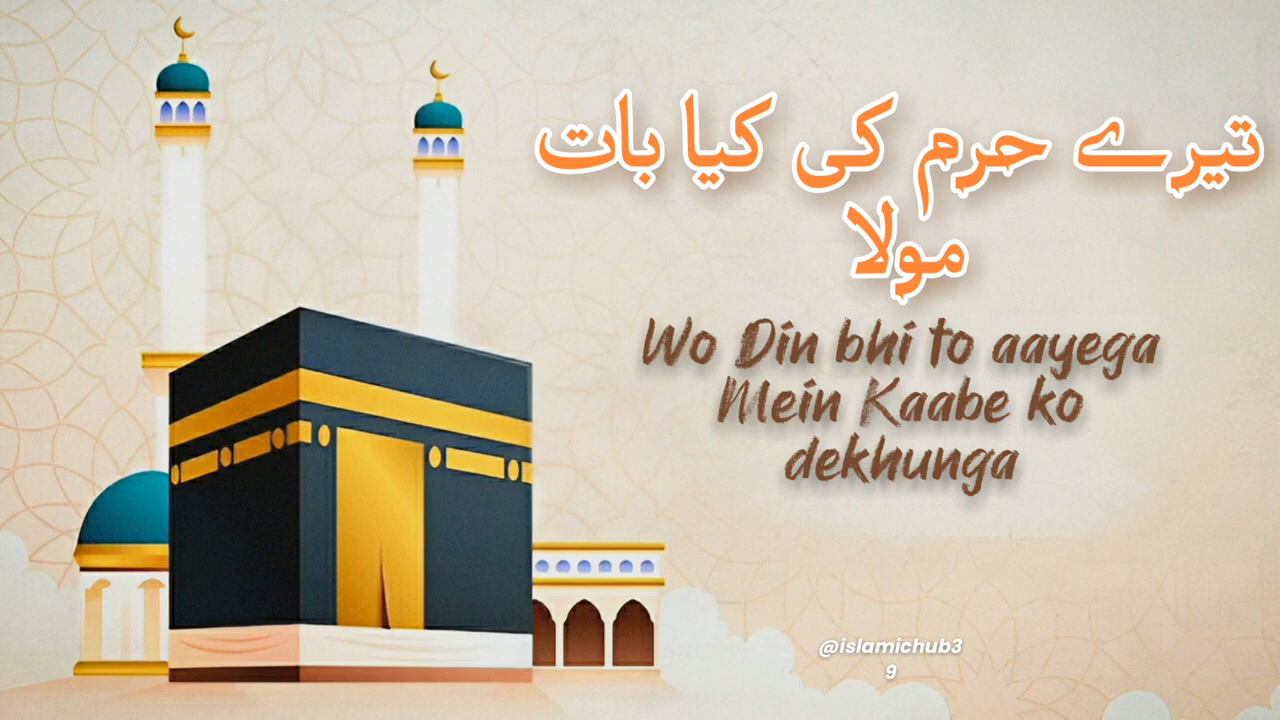 تیرے حرم کی کیا بات
مولا
Wo Din bhi to aayega
Mein Kaabe ko
dekhunga
@islamichub3
9